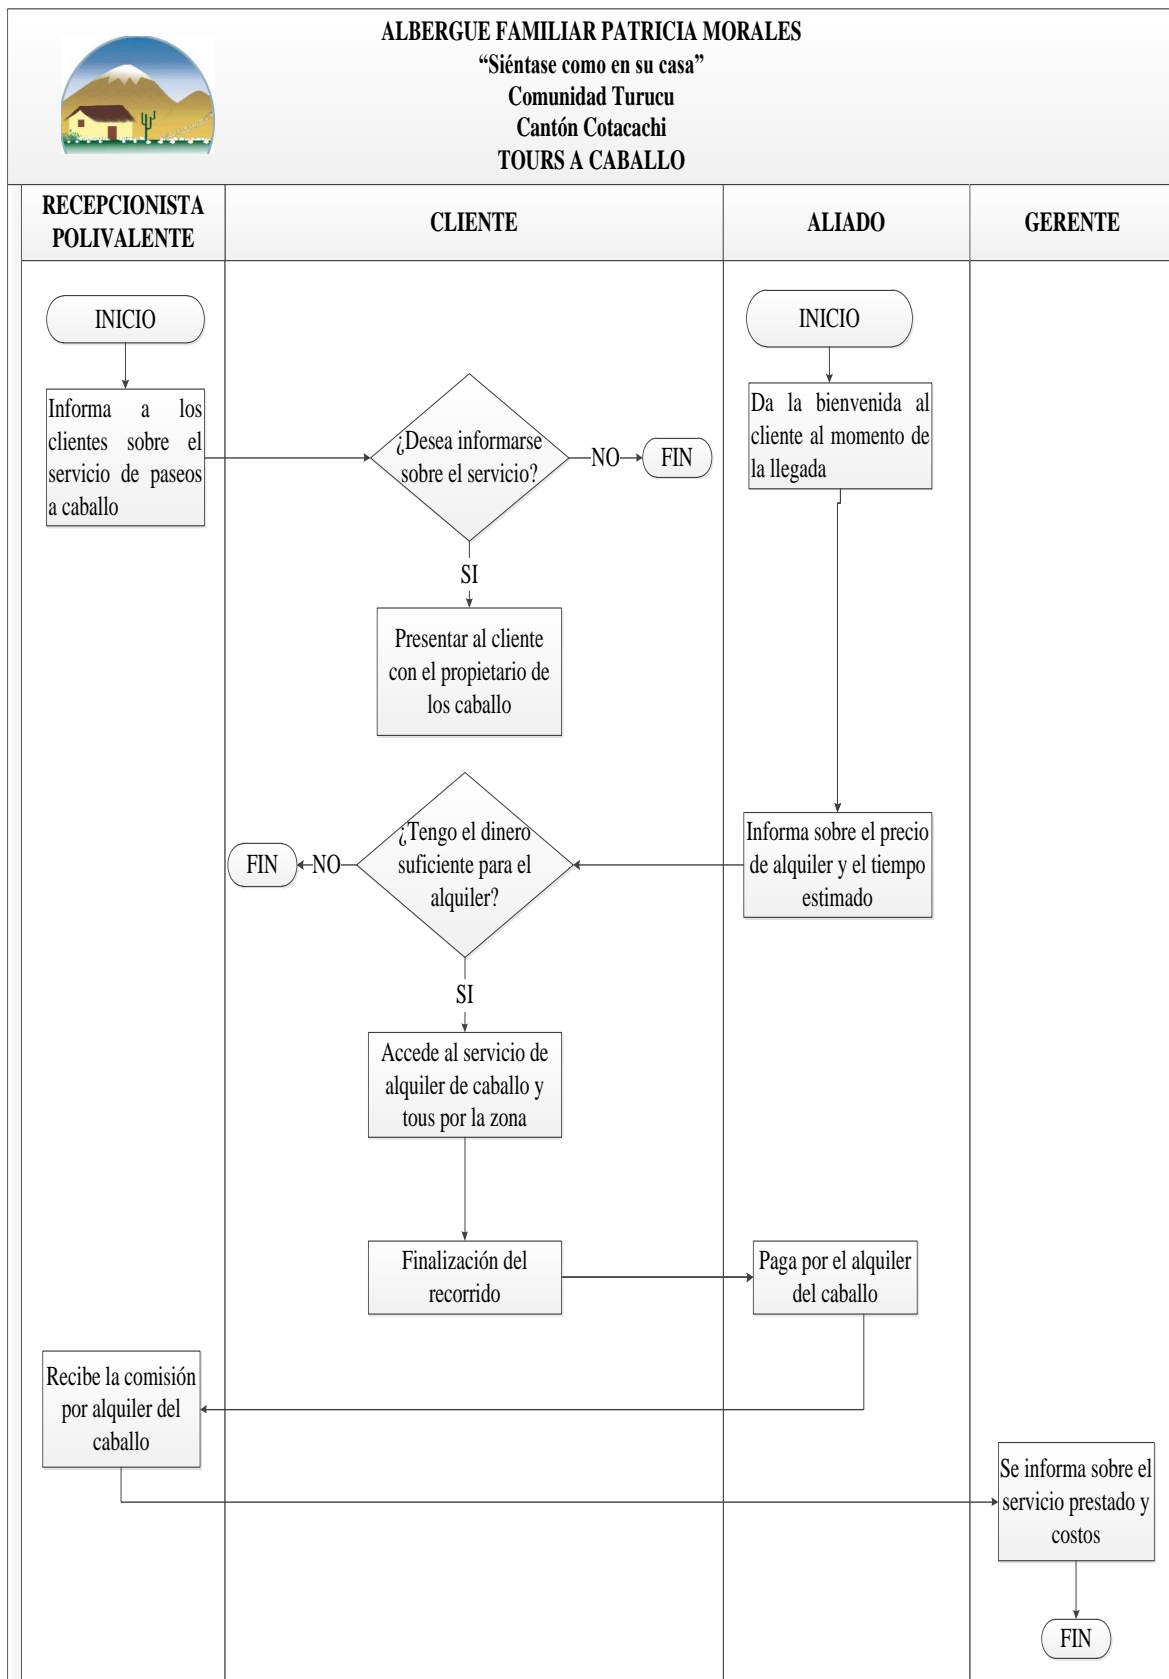 ALBERGUE FAMILIAR PATRICIA MORALES
“Siéntase como en su casa”
Comunidad Turucu
Cantón Cotacachi
TOURS A CABALLO
RECEPCIONISTA
POLIVALENTE
CLIENTE
ALIADO
GERENTE
INICIO
INICIO
Informa a los
clientes sobre el
servicio de paseos
a caballo
¿Desea informarse
sobre el servicio?
NO
FIN
Da la bienvenida al
cliente al momento de
la llegada
SI
Presentar al cliente
con el propietario de
los caballo
¿Tengo el dinero
suficiente para el
alquiler?
NO
FIN
Informa sobre el precio
de alquiler y el tiempo
estimado
SI
Accede al servicio de
alquiler de caballo y
tous por la zona
Finalización del
recorrido
Paga por el alquiler
del caballo
Recibe la comisión
por alquiler del
caballo
Se informa sobre el
servicio prestado y
costos
FIN